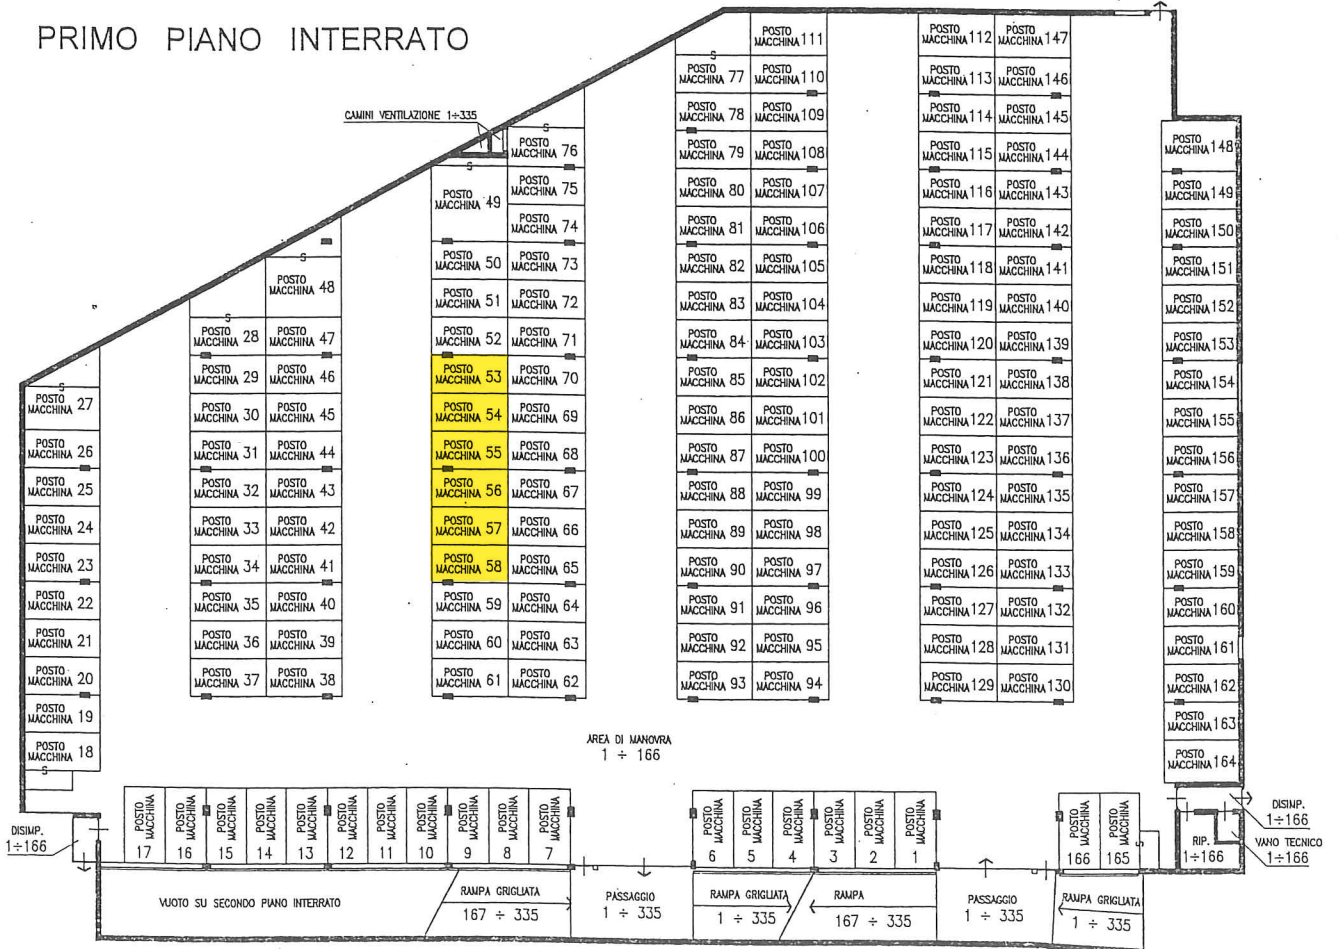 PRIMO PIANO INTERRATO
CAMINI VENTILAZIONE 1÷335
S
POSTO
MACCHINA 27
POSTO
MACCHINA 26
POSTO
MACCHINA 25
POSTO
MACCHINA 24
POSTO
MACCHINA 23
POSTO
MACCHINA 22
POSTO
MACCHINA 21
POSTO
MACCHINA 20
POSTO
MACCHINA 19
POSTO
MACCHINA 18
S
S
POSTO
MACCHINA 28
POSTO
MACCHINA 29
POSTO
MACCHINA 30
POSTO
MACCHINA 31
POSTO
MACCHINA 32
POSTO
MACCHINA 33
POSTO
MACCHINA 34
POSTO
MACCHINA 35
POSTO
MACCHINA 36
POSTO
MACCHINA 37
S
POSTO
MACCHINA 48
POSTO
MACCHINA 47
POSTO
MACCHINA 46
POSTO
MACCHINA 45
POSTO
MACCHINA 44
POSTO
MACCHINA 43
POSTO
MACCHINA 42
POSTO
MACCHINA 41
POSTO
MACCHINA 40
POSTO
MACCHINA 39
POSTO
MACCHINA 38
S
POSTO
MACCHINA 49
POSTO
MACCHINA 50
POSTO
MACCHINA 51
POSTO
MACCHINA 52
POSTO
MACCHINA 53
POSTO
MACCHINA 54
POSTO
MACCHINA 55
POSTO
MACCHINA 56
POSTO
MACCHINA 57
POSTO
MACCHINA 58
POSTO
MACCHINA 59
POSTO
MACCHINA 60
POSTO
MACCHINA 61
S
POSTO
MACCHINA 76
POSTO
MACCHINA 75
POSTO
MACCHINA 74
POSTO
MACCHINA 73
POSTO
MACCHINA 72
POSTO
MACCHINA 71
POSTO
MACCHINA 70
POSTO
MACCHINA 69
POSTO
MACCHINA 68
POSTO
MACCHINA 67
POSTO
MACCHINA 66
POSTO
MACCHINA 65
POSTO
MACCHINA 64
POSTO
MACCHINA 63
POSTO
MACCHINA 62
S
POSTO
MACCHINA 77
POSTO
MACCHINA 78
POSTO
MACCHINA 79
POSTO
MACCHINA 80
POSTO
MACCHINA 81
POSTO
MACCHINA 82
POSTO
MACCHINA 83
POSTO
MACCHINA 84
POSTO
MACCHINA 85
POSTO
MACCHINA 86
POSTO
MACCHINA 87
POSTO
MACCHINA 88
POSTO
MACCHINA 89
POSTO
MACCHINA 90
POSTO
MACCHINA 91
POSTO
MACCHINA 92
POSTO
MACCHINA 93
POSTO
MACCHINA 111
POSTO
MACCHINA 110
POSTO
MACCHINA 109
POSTO
MACCHINA 108
POSTO
MACCHINA 107
POSTO
MACCHINA 106
POSTO
MACCHINA 105
POSTO
MACCHINA 104
POSTO
MACCHINA 103
POSTO
MACCHINA 102
POSTO
MACCHINA 101
POSTO
MACCHINA 100
POSTO
MACCHINA 99
POSTO
MACCHINA 98
POSTO
MACCHINA 97
POSTO
MACCHINA 96
POSTO
MACCHINA 95
POSTO
MACCHINA 94
POSTO
MACCHINA 112
POSTO
MACCHINA 113
POSTO
MACCHINA 114
POSTO
MACCHINA 115
POSTO
MACCHINA 116
POSTO
MACCHINA 117
POSTO
MACCHINA 118
POSTO
MACCHINA 119
POSTO
MACCHINA 120
POSTO
MACCHINA 121
POSTO
MACCHINA 122
POSTO
MACCHINA 123
POSTO
MACCHINA 124
POSTO
MACCHINA 125
POSTO
MACCHINA 126
POSTO
MACCHINA 127
POSTO
MACCHINA 128
POSTO
MACCHINA 129
POSTO
MACCHINA 147
POSTO
MACCHINA 146
POSTO
MACCHINA 145
POSTO
MACCHINA 144
POSTO
MACCHINA 143
POSTO
MACCHINA 142
POSTO
MACCHINA 141
POSTO
MACCHINA 140
POSTO
MACCHINA 139
POSTO
MACCHINA 138
POSTO
MACCHINA 137
POSTO
MACCHINA 136
POSTO
MACCHINA 135
POSTO
MACCHINA 134
POSTO
MACCHINA 133
POSTO
MACCHINA 132
POSTO
MACCHINA 131
POSTO
MACCHINA 130
POSTO
MACCHINA 148
POSTO
MACCHINA 149
POSTO
MACCHINA 150
POSTO
MACCHINA 151
POSTO
MACCHINA 152
POSTO
MACCHINA 153
POSTO
MACCHINA 154
POSTO
MACCHINA 155
POSTO
MACCHINA 156
POSTO
MACCHINA 157
POSTO
MACCHINA 158
POSTO
MACCHINA 159
POSTO
MACCHINA 160
POSTO
MACCHINA 161
POSTO
MACCHINA 162
POSTO
MACCHINA 163
POSTO
MACCHINA 164
AREA DI MANOVRA
1 ÷ 166
DISIMP.
1÷166
POSTO
MACCHINA
17
POSTO
MACCHINA
16
POSTO
MACCHINA
15
POSTO
MACCHINA
14
POSTO
MACCHINA
13
POSTO
MACCHINA
12
POSTO
MACCHINA
11
POSTO
MACCHINA
10
POSTO
MACCHINA
9
POSTO
MACCHINA
8
POSTO
MACCHINA
7
POSTO
MACCHINA
6
POSTO
MACCHINA
5
POSTO
MACCHINA
4
POSTO
MACCHINA
3
POSTO
MACCHINA
2
POSTO
MACCHINA
1
POSTO
MACCHINA
166
POSTO
MACCHINA
165
S
RIP.
1÷166
DISIMP.
1÷166
VANO TECNICO
1÷166
VUOTO SU SECONDO PIANO INTERRATO
RAMPA GRIGLIATA
167 ÷ 335
PASSAGGIO
1 ÷ 335
RAMPA GRIGLIATA
1 ÷ 335
RAMPA
167 ÷ 335
PASSAGGIO
1 ÷ 335
RAMPA GRIGLIATA
1 ÷ 335